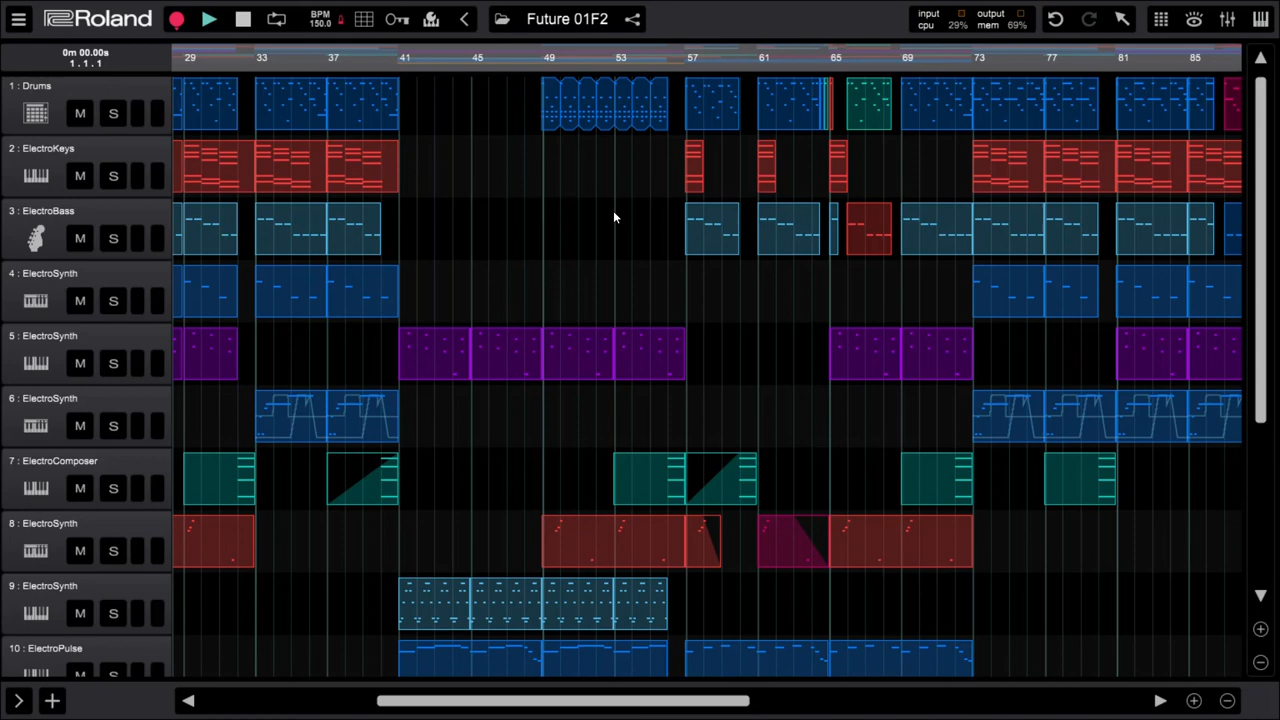 Roland
BPM
150.0
Future 01F2
input
cpu 29%
output
mem 69%
0m 00.00s
1 . 1 . 1
29 33 37 41 45 49 53 57 61 65 69 73 77 81 85
1 : Drums
M S
2 : ElectroKeys
M S
3 : ElectroBass
M S
4 : ElectroSynth
M S
5 : ElectroSynth
M S
6 : ElectroSynth
M S
7 : ElectroComposer
M S
8 : ElectroSynth
M S
9 : ElectroSynth
M S
10 : ElectroPulse
M S